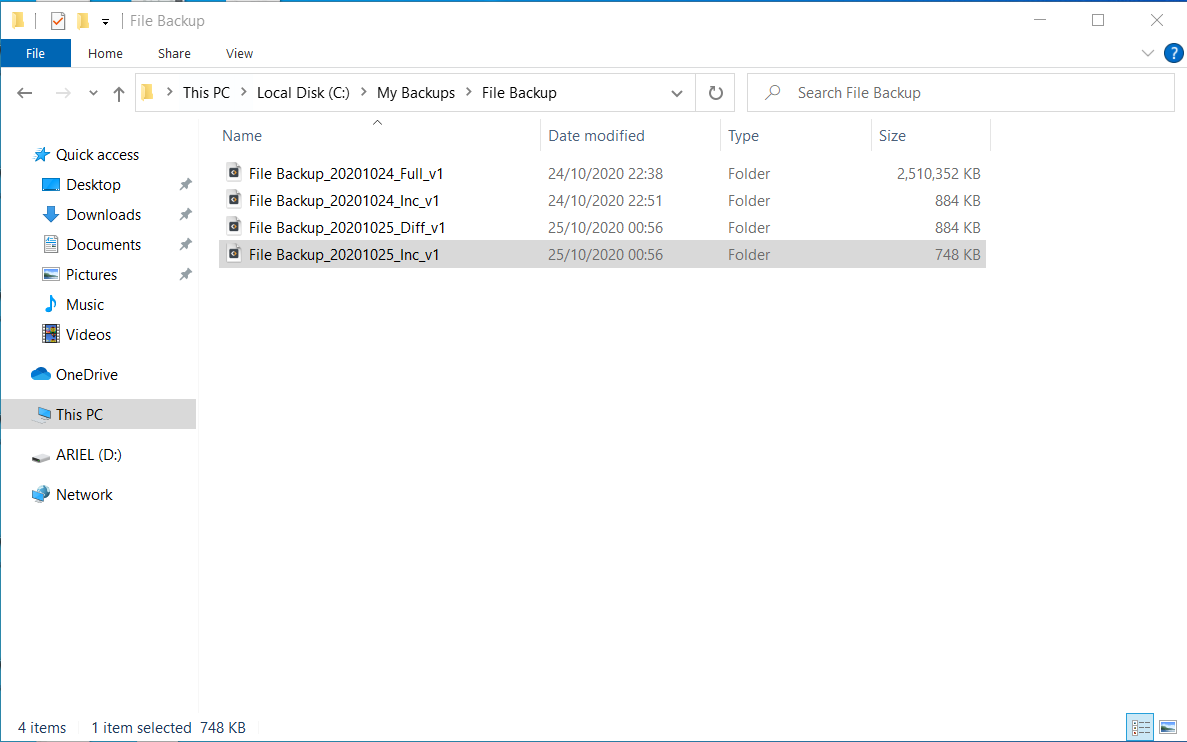 File Backup
File Home Share View
?
This PC Local Disk (C:) My Backups File Backup Search File Backup
Name Date modified Type Size
Quick access
Desktop
Downloads
Documents
Pictures
Music
Videos
OneDrive
This PC
ARIEL (D:)
Network
File Backup_20201024_Full_v1 24/10/2020 22:38 Folder 2,510,352 KB
File Backup_20201024_Inc_v1 24/10/2020 22:51 Folder 884 KB
File Backup_20201025_Diff_v1 25/10/2020 00:56 Folder 884 KB
File Backup_20201025_Inc_v1 25/10/2020 00:56 Folder 748 KB
4 items 1 item selected 748 KB